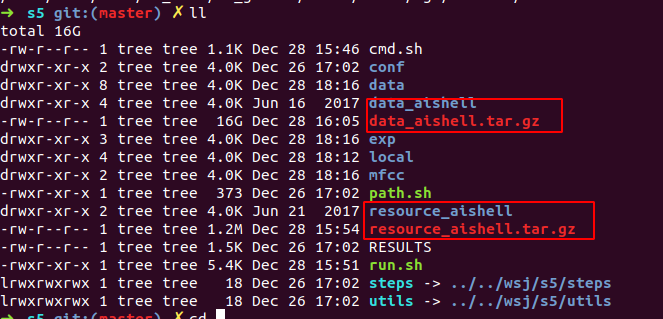 ➜ s5 git:(master) ✗ ll
total 16G
-rw-r--r-- 1 tree tree 1.1K Dec 28 15:46 cmd.sh
drwxr-xr-x 2 tree tree 4.0K Dec 26 17:02 conf
drwxr-xr-x 8 tree tree 4.0K Dec 28 18:16 data
drwxr-xr-x 4 tree tree 4.0K Jun 16  2017 data_aishell
-rw-r--r-- 1 tree tree  16G Dec 28 16:05 data_aishell.tar.gz
drwxr-xr-x 3 tree tree 4.0K Dec 28 18:16 exp
drwxr-xr-x 4 tree tree 4.0K Dec 28 18:12 local
drwxr-xr-x 2 tree tree 4.0K Dec 28 18:16 mfcc
-rwxr-xr-x 1 tree tree  373 Dec 26 17:02 path.sh
drwxr-xr-x 2 tree tree 4.0K Jun 21  2017 resource_aishell
-rw-r--r-- 1 tree tree 1.2M Dec 28 15:54 resource_aishell.tar.gz
-rw-r--r-- 1 tree tree 1.5K Dec 26 17:02 RESULTS
-rwxr-xr-x 1 tree tree 5.4K Dec 28 15:51 run.sh
lrwxrwxrwx 1 tree tree   18 Dec 26 17:02 steps -> ../../wsj/s5/steps
lrwxrwxrwx 1 tree tree   18 Dec 26 17:02 utils -> ../../wsj/s5/utils
➜ s5 git:(master) ✗ cd